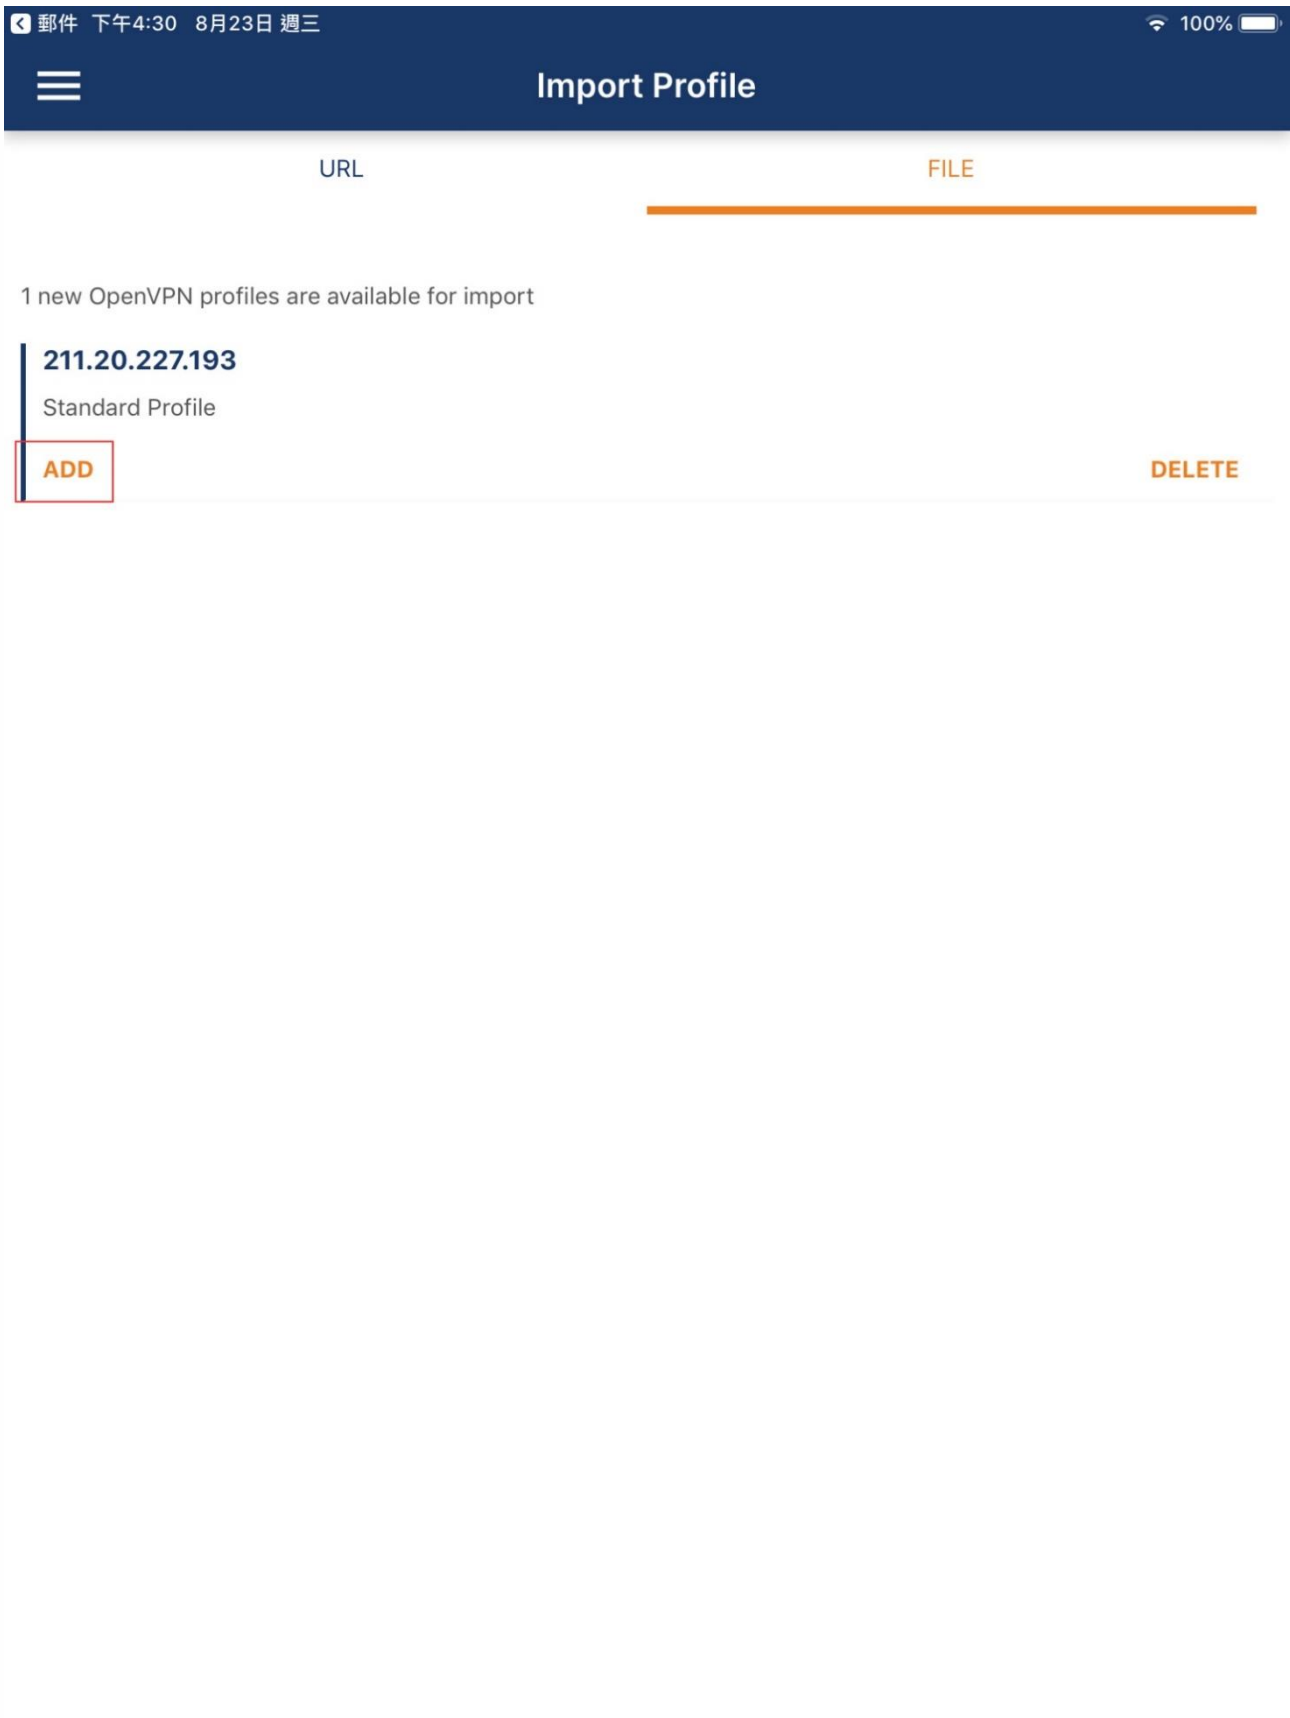 郵件 下午4:30 8月23日 週三 100%
Import Profile
URL FILE
1 new OpenVPN profiles are available for import
211.20.227.193
Standard Profile
ADD DELETE